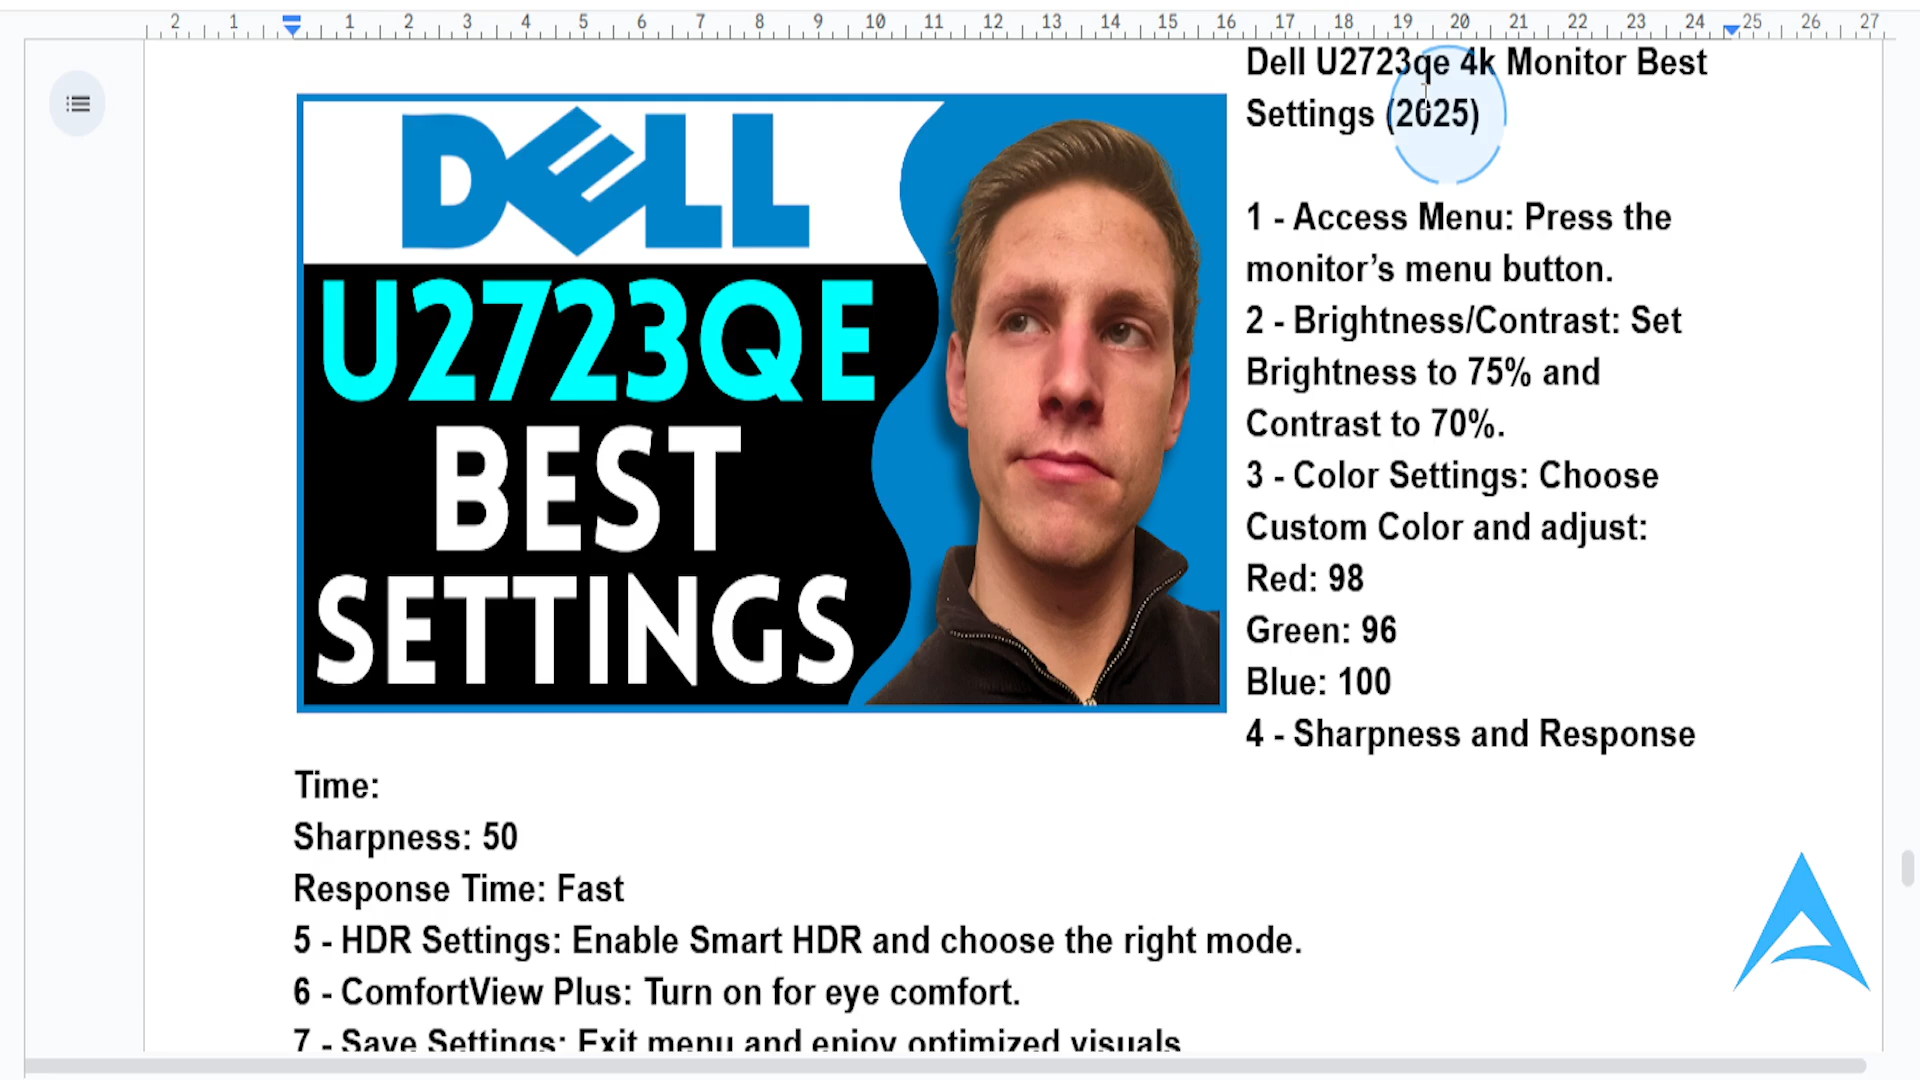 2 1 1 2 3 4 5 6 7 8 9 10 11 12 13 14 15 16 17 18 19 20 21 22 23 24 25 26 27
Dell U2723qe 4k Monitor Best
Settings (2025)
DELL
U2723QE
BEST
SETTINGS
1 - Access Menu: Press the
monitor’s menu button.
2 - Brightness/Contrast: Set
Brightness to 75% and
Contrast to 70%.
3 - Color Settings: Choose
Custom Color and adjust:
Red: 98
Green: 96
Blue: 100
4 - Sharpness and Response
Time:
Sharpness: 50
Response Time: Fast
5 - HDR Settings: Enable Smart HDR and choose the right mode.
6 - ComfortView Plus: Turn on for eye comfort.
7 - Save Settings: Exit menu and enjoy optimized visuals